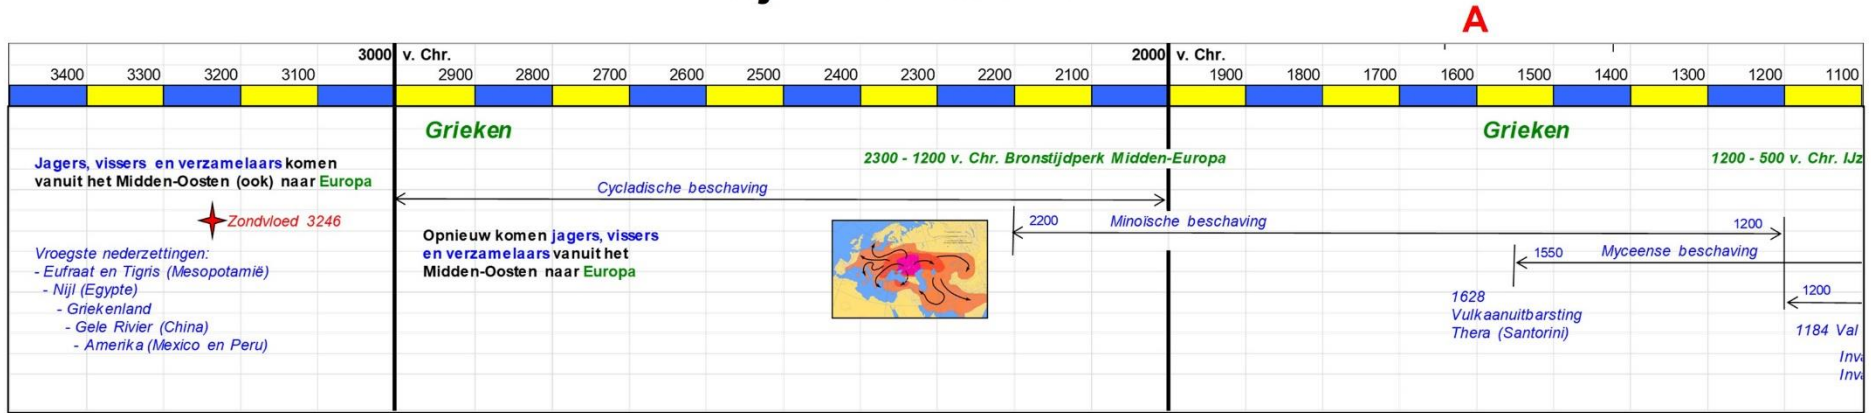 A
3000 v. Chr. 2000 v. Chr.
3400 3300 3200 3100 2900 2800 2700 2600 2500 2400 2300 2200 2100 1900 1800 1700 1600 1500 1400 1300 1200 1100
Grieken Grieken
2300 - 1200 v. Chr. Bronstijdperk Midden-Europa 1200 - 500 v. Chr. IJz
Jagers, vissers en verzamelaars komen
vanuit het Midden-Oosten (ook) naar Europa
Cycladische beschaving
Zondvloed 3246
2200 Minoïsche beschaving 1200
Opnieuw komen jagers, vissers
en verzamelaars vanuit het
Midden-Oosten naar Europa
Vroegste nederzettingen:
- Eufraat en Tigris (Mesopotamië)
- Nijl (Egypte)
- Griekenland
- Gele Rivier (China)
- Amerika (Mexico en Peru)
1550 Myceense beschaving
1628
Vulkaanuitbarsting
Thera (Santorini)
1200
1184 Val
Inv
Inv